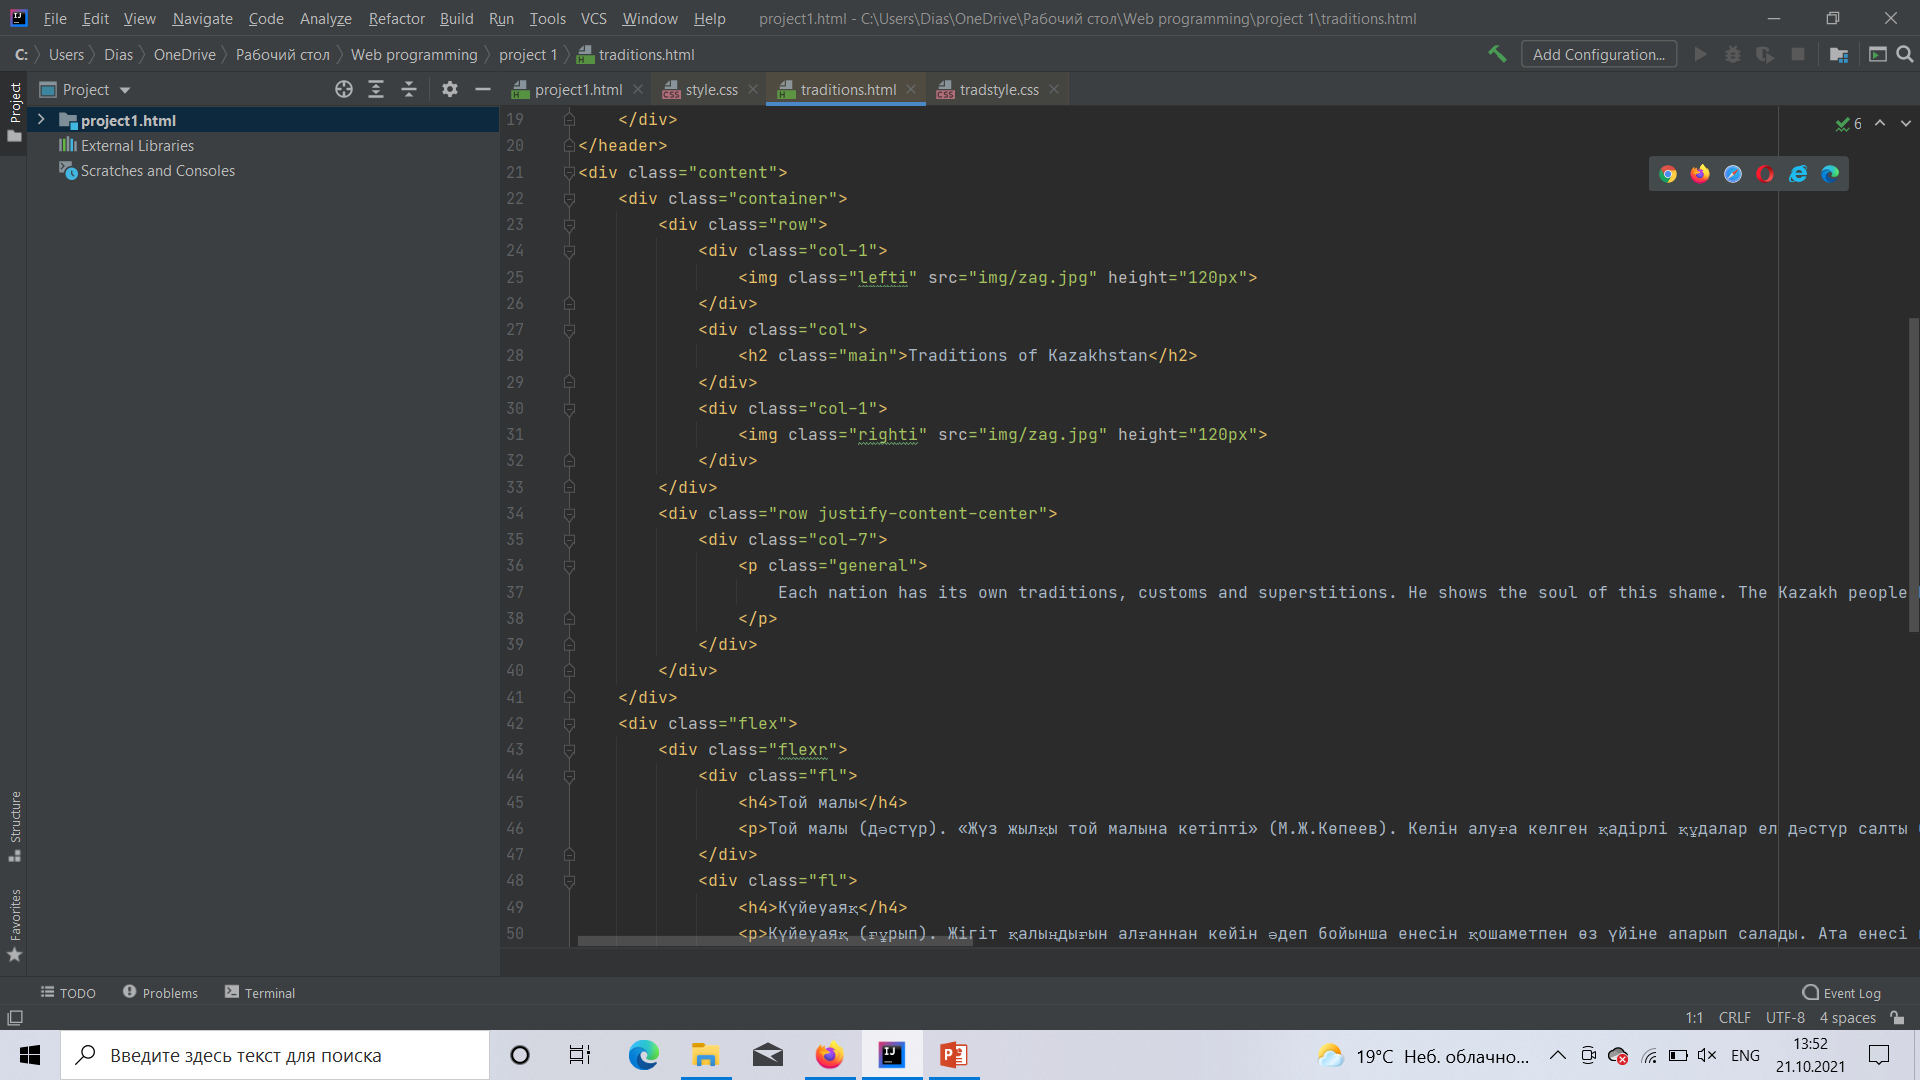 File Edit View Navigate Code Analyze Refactor Build Run Tools VCS Window Help project1.html - C:\Users\Dias\OneDrive\Рабочий стол\Web programming\project 1\traditions.html
C: Users Dias OneDrive Рабочий стол Web programming project 1 traditions.html Add Configuration...
Project project1.html style.css traditions.html tradstyle.css
Project
project1.html
External Libraries
Scratches and Consoles
6
19 </div>
20 </header>
21 <div class="content">
22 <div class="container">
23 <div class="row">
24 <div class="col-1">
25 <img class="lefti" src="img/zag.jpg" height="120px">
26 </div>
27 <div class="col">
28 <h2 class="main">Traditions of Kazakhstan</h2>
29 </div>
30 <div class="col-1">
31 <img class="righti" src="img/zag.jpg" height="120px">
32 </div>
33 </div>
34 <div class="row justify-content-center">
35 <div class="col-7">
36 <p class="general">
37 Each nation has its own traditions, customs and superstitions. He shows the soul of this shame. The Kazakh people
38 </p>
39 </div>
40 </div>
41 </div>
42 <div class="flex">
43 <div class="flexr">
44 <div class="fl">
45 <h4>Той малы</h4>
46 <p>Той малы (дәстүр). «Жүз жылқы той малына кетіпті» (М.Ж.Көпеев). Келін алуға келген қадірлі құдалар ел дәстүр салты
47 </div>
48 <div class="fl">
49 <h4>Күйеуаяқ</h4>
50 <p>Күйеуаяқ (ғұрып). Жігіт қалыңдығын алғаннан кейін әдеп бойынша енесін қошаметпен өз үйіне апарып салады. Ата енесі
Structure
Favorites
TODO Problems Terminal Event Log
1:1 CRLF UTF-8 4 spaces
Введите здесь текст для поиска 19°C Неб. облачно... ENG 13:52
21.10.2021